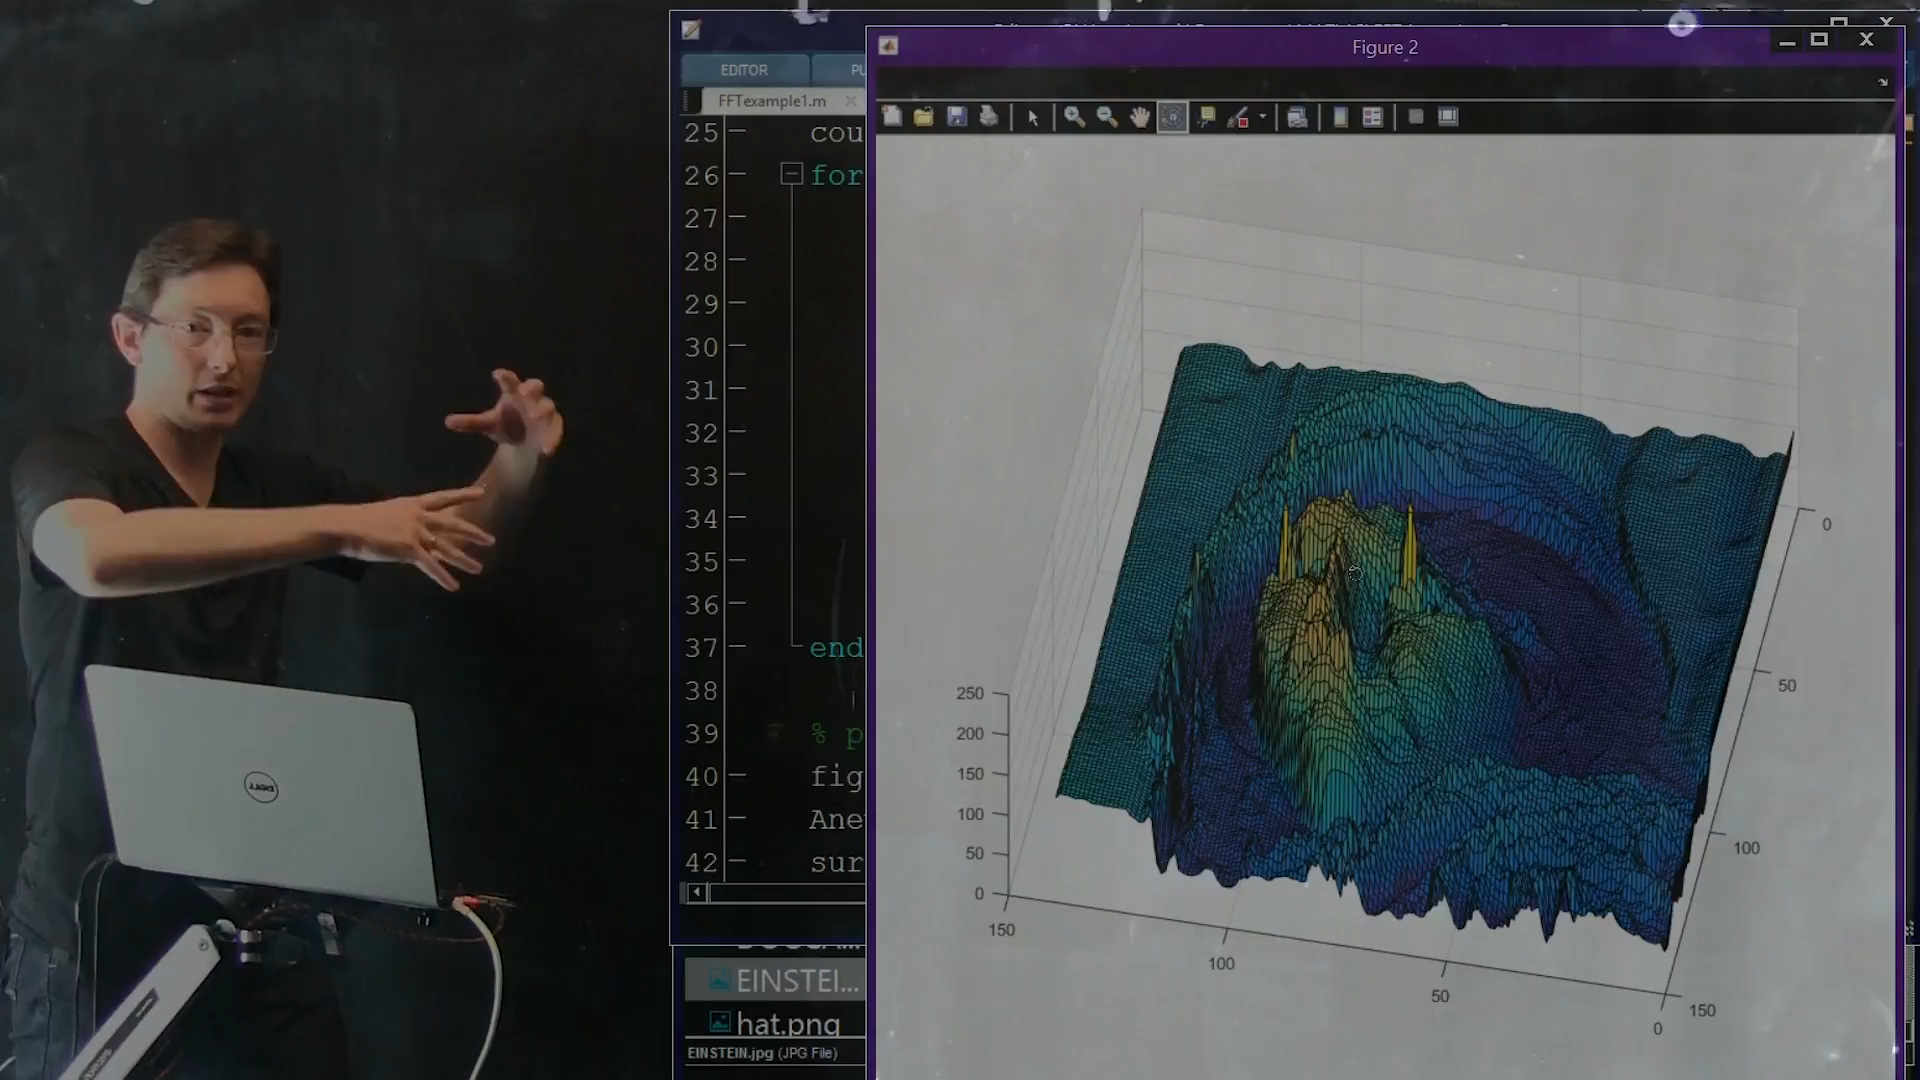 Figure 2
EDITOR
PU
FFTexample1.m
25 cou
26 for
27
28
29
30
31
32
33
34
35
36
37 end
38
39 % p
40 fig
41 Ane
42 sur
250
200
150
100
50
0
150
100
50
0
0
50
100
150
EINSTEI...
hat.png
EINSTEIN.jpg (JPG File)
DELL